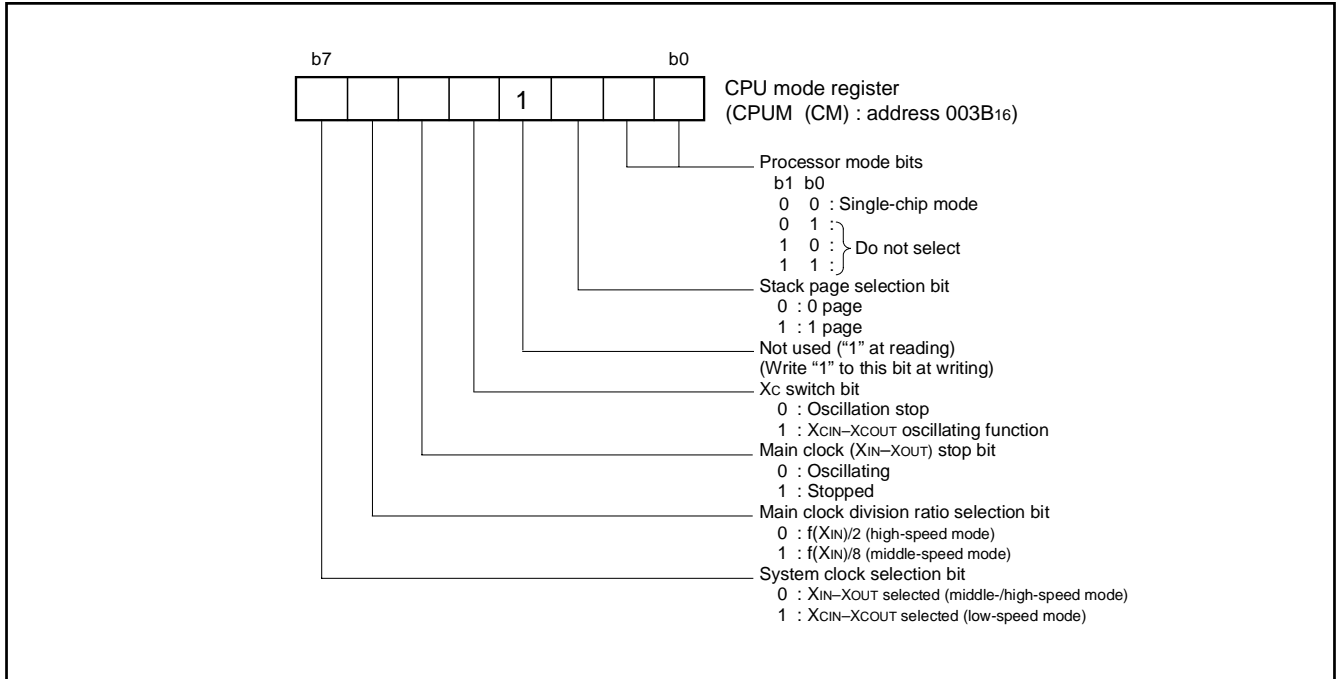 b7 b0
1
CPU mode register
(CPUM (CM) : address 003B16)
Processor mode bits
b1 b0
0 0 : Single-chip mode
0 1 :
1 0 : Do not select
1 1 :
Stack page selection bit
0 : 0 page
1 : 1 page
Not used (“1” at reading)
(Write “1” to this bit at writing)
XC switch bit
0 : Oscillation stop
1 : XCIN–XCOUT oscillating function
Main clock (XIN–XOUT) stop bit
0 : Oscillating
1 : Stopped
Main clock division ratio selection bit
0 : f(XIN)/2 (high-speed mode)
1 : f(XIN)/8 (middle-speed mode)
System clock selection bit
0 : XIN–XOUT selected (middle-/high-speed mode)
1 : XCIN–XCOUT selected (low-speed mode)